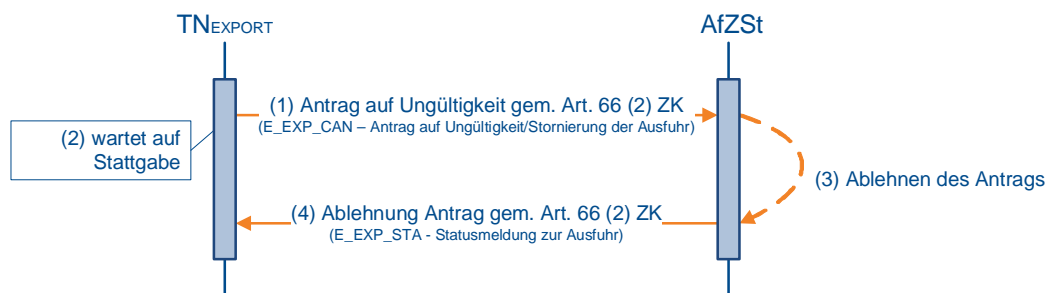 TNEXPORT
AfZSt
(1) Antrag auf Ungültigkeit gem. Art. 66 (2) ZK
(E_EXP_CAN – Antrag auf Ungültigkeit/Stornierung der Ausfuhr)
(2) wartet auf
Stattgabe
(3) Ablehnen des Antrags
(4) Ablehnung Antrag gem. Art. 66 (2) ZK
(E_EXP_STA - Statusmeldung zur Ausfuhr)